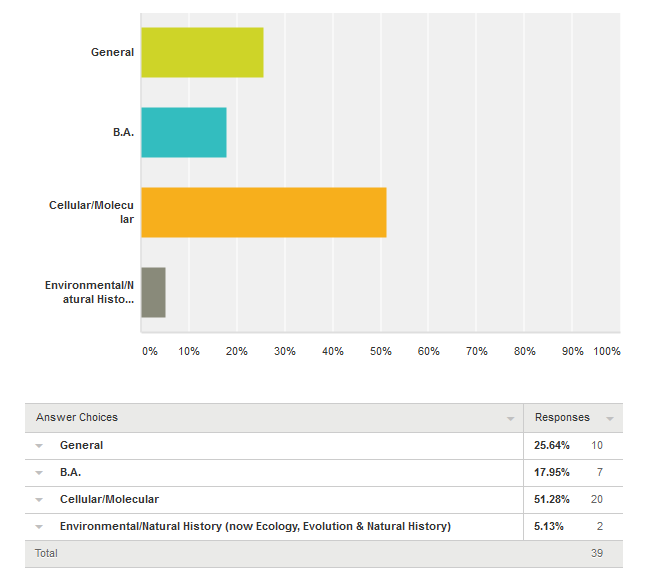 General
B.A.
Cellular/Molecu
lar
Environmental/N
atural Histo...
0% 10% 20% 30% 40% 50% 60% 70% 80% 90% 100%
Answer Choices Responses
General 25.64% 10
B.A. 17.95% 7
Cellular/Molecular 51.28% 20
Environmental/Natural History (now Ecology, Evolution & Natural History) 5.13% 2
Total 39